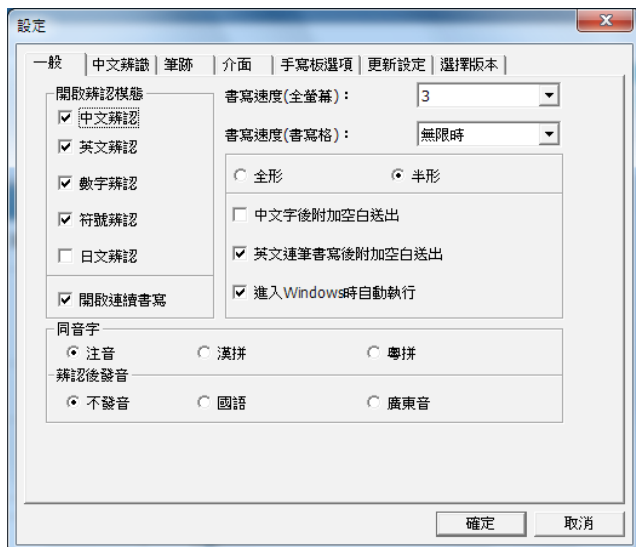 設定
一般 中文辨識 筆跡 介面 手寫板選項 更新設定 選擇版本
開啟辨認模態
中文辨認
英文辨認
數字辨認
符號辨認
日文辨認
開啟連續書寫
書寫速度(全螢幕)： 3
書寫速度(書寫格)： 無限時
全形 半形
中文字後附加空白送出
英文連筆書寫後附加空白送出
進入Windows時自動執行
同音字
注音 漢拼 粵拼
辨認後發音
不發音 國語 廣東音
確定 取消